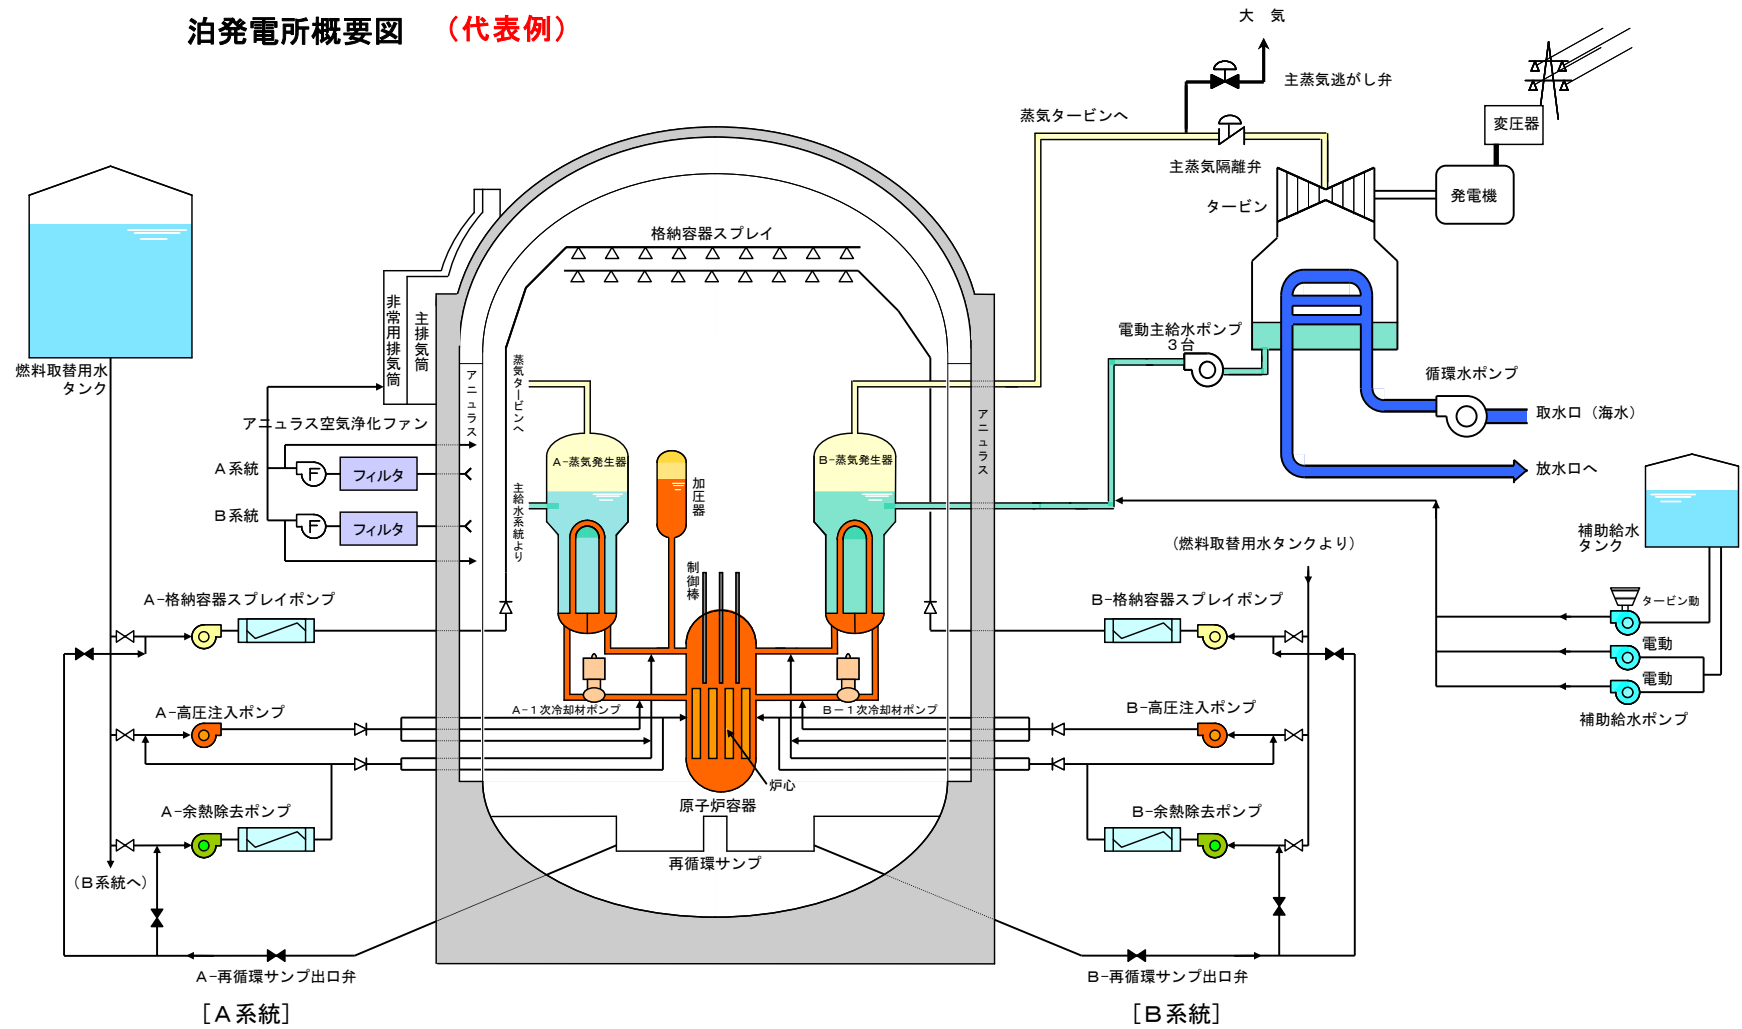 泊発電所概要図 （代表例）
大 気
主蒸気逃がし弁
蒸気タービンへ
主蒸気隔離弁
変圧器
発電機
タービン
格納容器スプレイ
非常用排気筒
主排気筒
燃料取替用水
タンク
アニュラス
蒸気タービンへ
アニュラス
電動主給水ポンプ
３台
循環水ポンプ
取水口（海水）
放水口へ
アニュラス空気浄化ファン
Ａ系統
F
フィルタ
Ｂ系統
F
フィルタ
A-蒸気発生器
加圧器
B-蒸気発生器
主給水系統より
制御棒
（燃料取替用水タンクより）
補助給水
タンク
タービン動
電動
電動
補助給水ポンプ
A-格納容器スプレイポンプ
B-格納容器スプレイポンプ
A-１次冷却材ポンプ
B－１次冷却材ポンプ
A-高圧注入ポンプ
B-高圧注入ポンプ
炉心
原子炉容器
A-余熱除去ポンプ
B-余熱除去ポンプ
再循環サンプ
（B系統へ）
A-再循環サンプ出口弁
B-再循環サンプ出口弁
［Ａ系統］
［Ｂ系統］